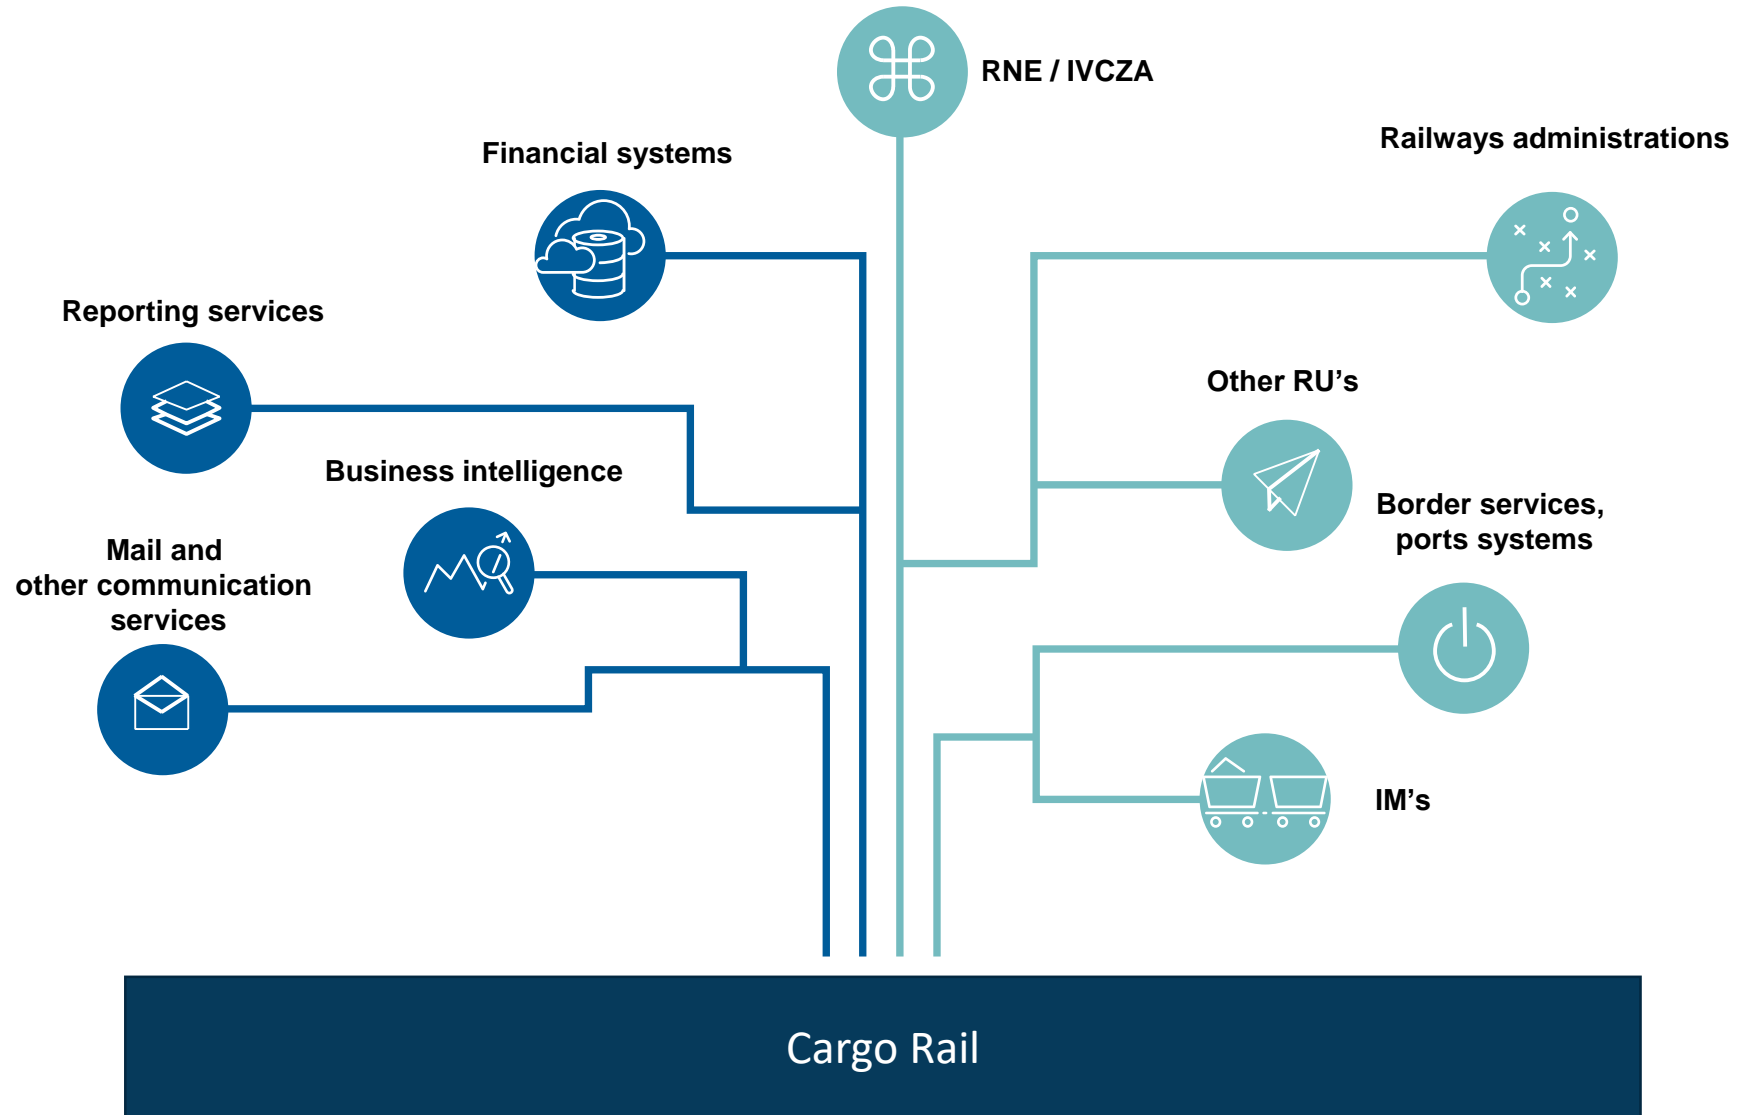 RNE / IVCZA
Railways administrations
Financial systems
Reporting services
Other RU’s
Business intelligence
Border services,
ports systems
Mail and
other communication
services
IM’s
Cargo Rail